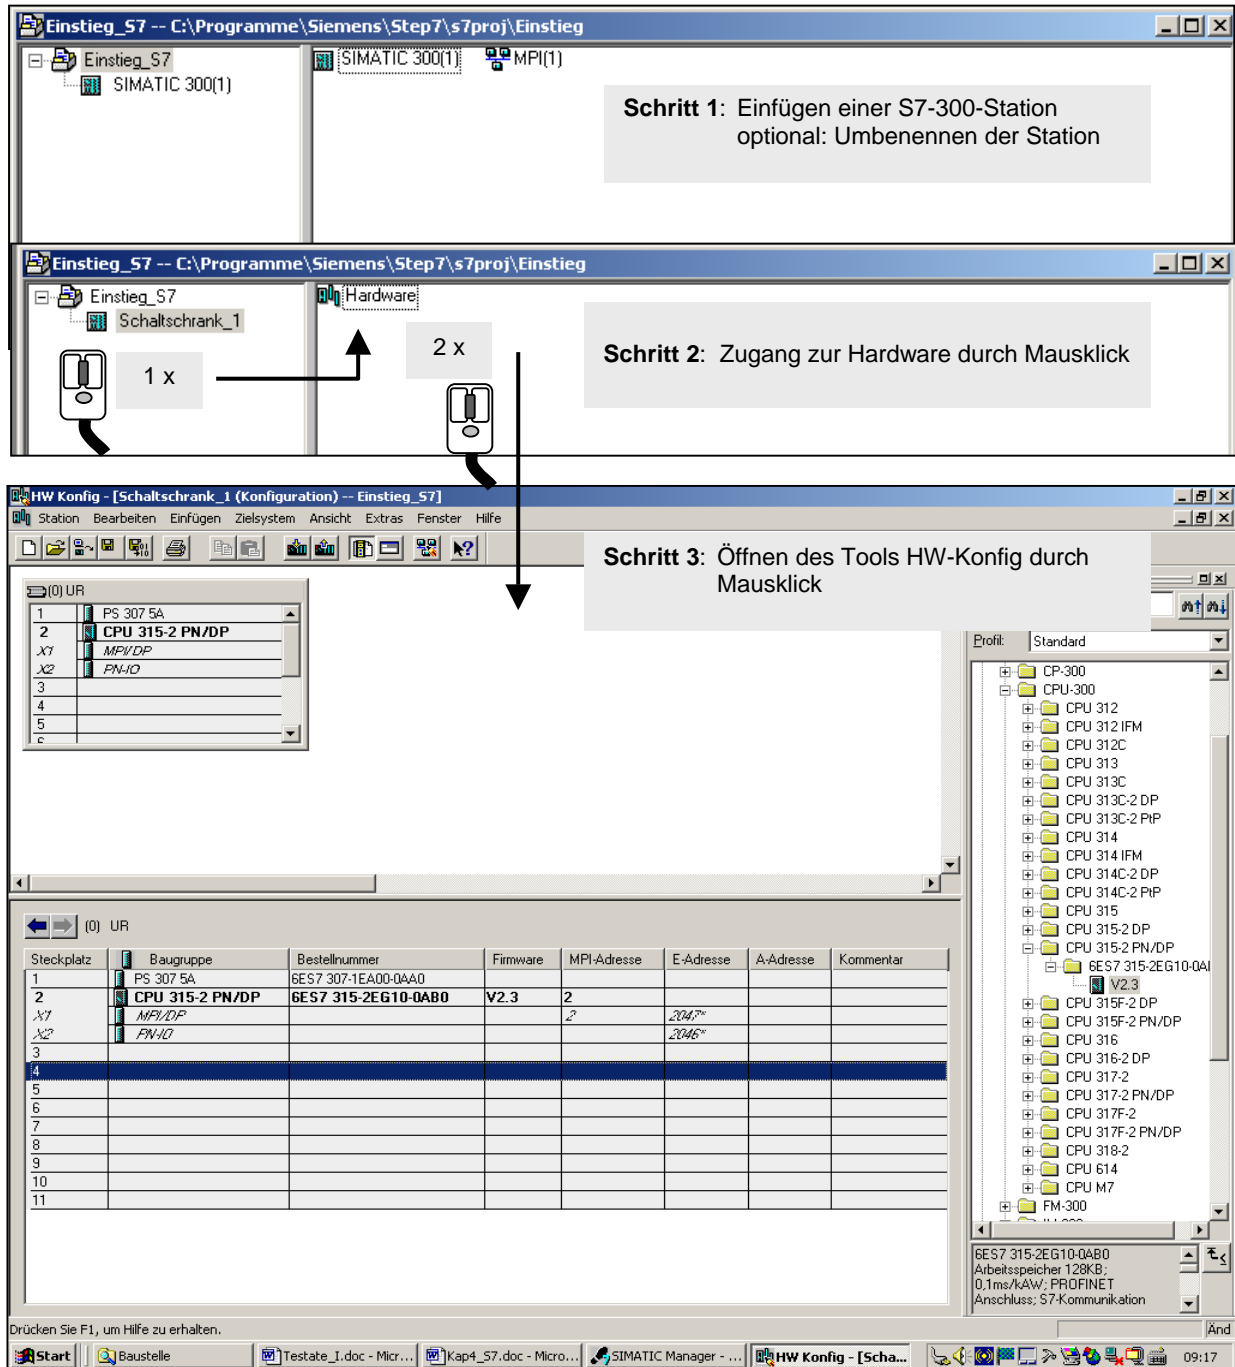 Einstieg_S7 -- C:\Programme\Siemens\Step7\s7proj\Einstieg
Einstieg_S7
SIMATIC 300(1)
SIMATIC 300(1)
MPI(1)
Schritt 1: Einfügen einer S7-300-Station
optional: Umbenennen der Station
Einstieg_S7 -- C:\Programme\Siemens\Step7\s7proj\Einstieg
Einstieg_S7
Schaltschrank_1
Hardware
1 x
2 x
Schritt 2: Zugang zur Hardware durch Mausklick
HW Konfig - [Schaltschrank_1 (Konfiguration) -- Einstieg_S7]
Station Bearbeiten Einfügen Zielsystem Ansicht Extras Fenster Hilfe
Schritt 3: Öffnen des Tools HW-Konfig durch
Mausklick
(0) UR
1 PS 307 5A
2 CPU 315-2 PN/DP
X1 MPI/DP
X2 PN-IO
3
4
5
6
Profil: Standard
CP-300
CPU-300
CPU 312
CPU 312 IFM
CPU 312C
CPU 313
CPU 313C
CPU 313C-2 DP
CPU 313C-2 PtP
CPU 314
CPU 314 IFM
CPU 314C-2 DP
CPU 314C-2 PtP
CPU 315
CPU 315-2 DP
CPU 315-2 PN/DP
6ES7 315-2EG10-0AI
V2.3
CPU 315F-2 DP
CPU 315F-2 PN/DP
CPU 316
CPU 316-2 DP
CPU 317-2
CPU 317-2 PN/DP
CPU 317F-2
CPU 317F-2 PN/DP
CPU 318-2
CPU 614
CPU M7
FM-300
6ES7 315-2EG10-0AB0
Arbeitsspeicher 128KB;
0,1ms/kAW; PROFINET
Anschluss; S7-Kommunikation
(0) UR
Steckplatz Baugruppe Bestellnummer Firmware MPI-Adresse E-Adresse A-Adresse Kommentar
1 PS 307 5A 6ES7 307-1EA00-0AA0
2 CPU 315-2 PN/DP 6ES7 315-2EG10-0AB0 V2.3 2
X1 MPI/DP 2 2047*
X2 PN-IO 2046*
3
4
5
6
7
8
9
10
11
Drücken Sie F1, um Hilfe zu erhalten.
Änd
Start Baustelle Testate_I.doc - Micr... Kap4_S7.doc - Micro... SIMATIC Manager - ... HW Konfig - [Scha... 09:17